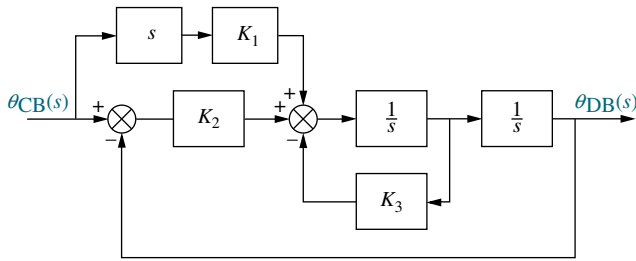 s
K₁
θCB(s)
+
+
+
K₂
1/s
1/s
θDB(s)
−
−
K₃